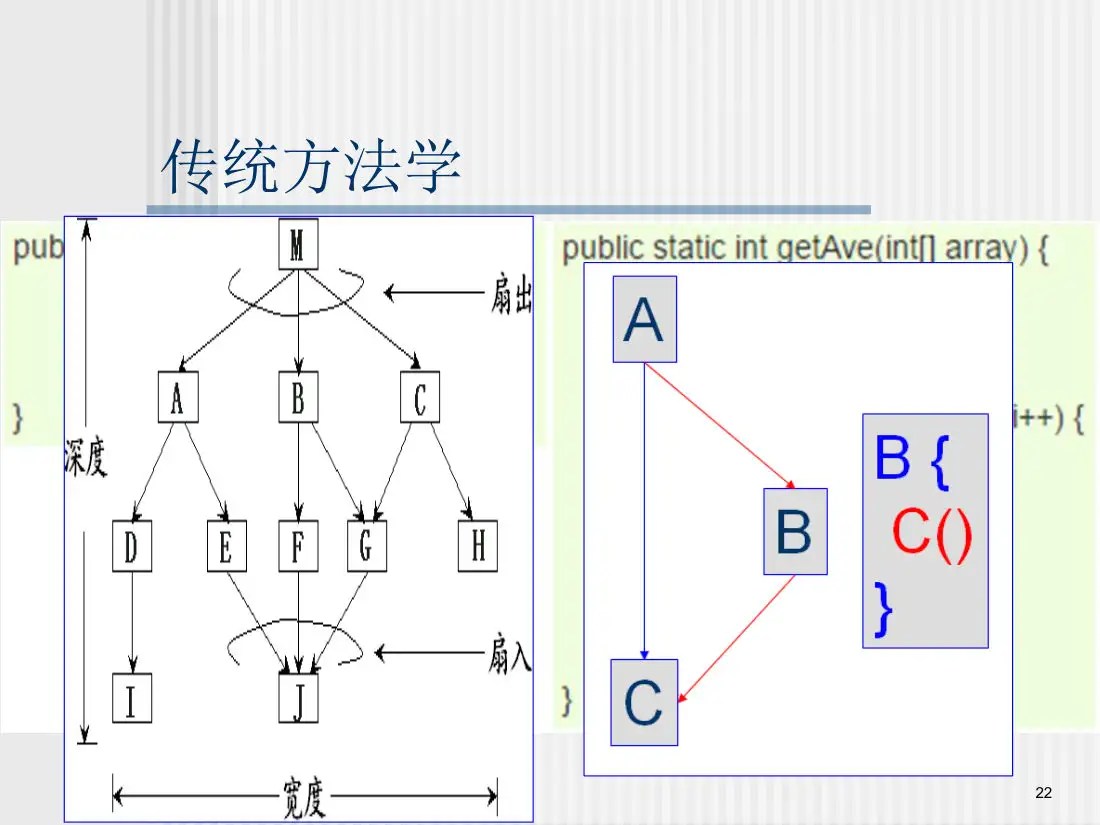 传统方法学
pub
}
M
扇出
A B C
深度
D E F G H
扇入
I J
宽度
public static int getAve(int[] array) {
i++) {
}
A
B
C
B {
C()
}
22